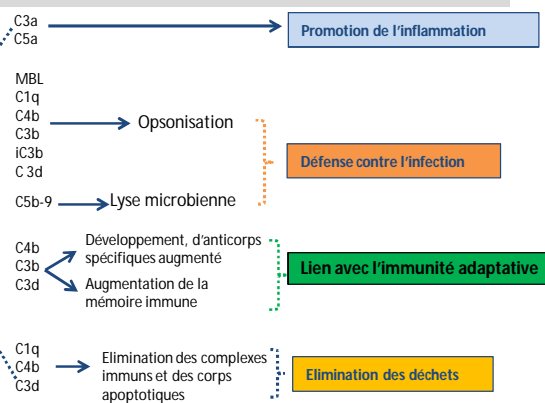 C3a
C5a
Promotion de l'inflammation
MBL
C1q
C4b
C3b
iC3b
C 3d
Opsonisation
Défense contre l'infection
C5b-9
Lyse microbienne
C4b
C3b
C3d
Développement, d'anticorps
spécifiques augmenté
Augmentation de la
mémoire immune
Lien avec l'immunité adaptative
C1q
C4b
C3d
Elimination des complexes
immuns et des corps
apoptotiques
Elimination des déchets